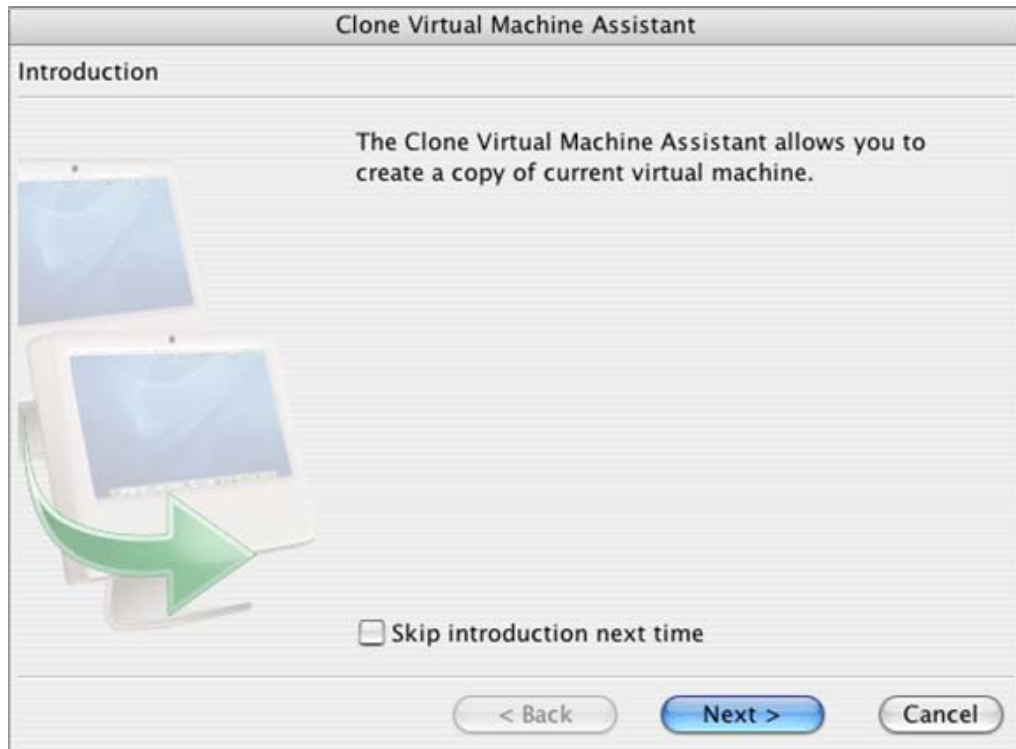 Clone Virtual Machine Assistant
Introduction
The Clone Virtual Machine Assistant allows you to
create a copy of current virtual machine.
Skip introduction next time
< Back
Next >
Cancel